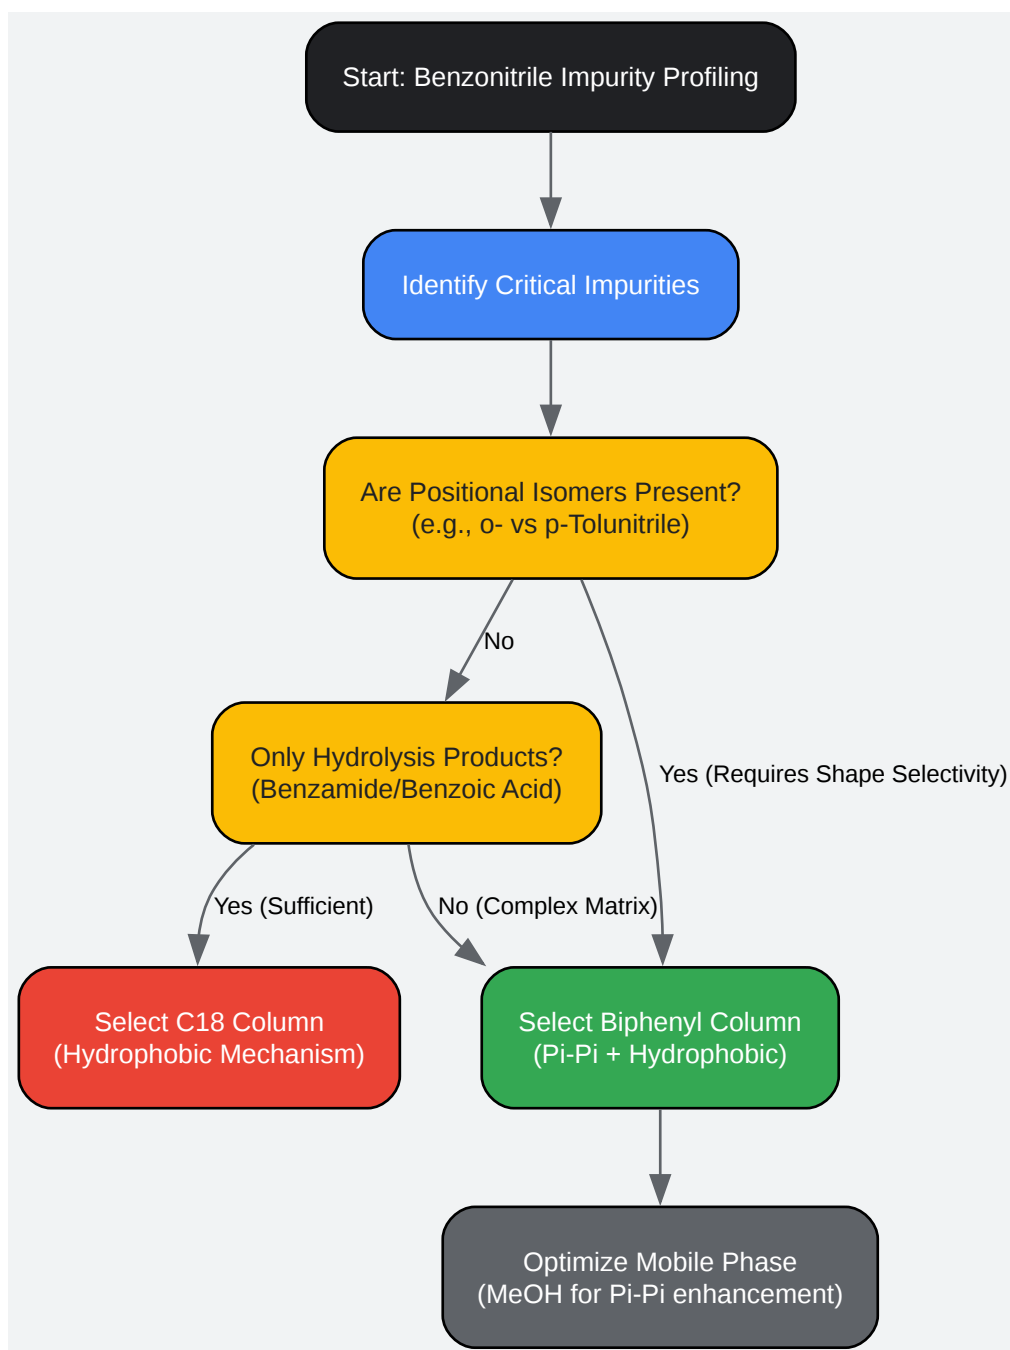 Start: Benzonitrile Impurity Profiling
Identify Critical Impurities
Are Positional Isomers Present?
(e.g., o- vs p-Tolunitrile)
No
Only Hydrolysis Products?
(Benzamide/Benzoic Acid)
Yes (Requires Shape Selectivity)
Yes (Sufficient)
No (Complex Matrix)
Select C18 Column
(Hydrophobic Mechanism)
Select Biphenyl Column
(Pi-Pi + Hydrophobic)
Optimize Mobile Phase
(MeOH for Pi-Pi enhancement)